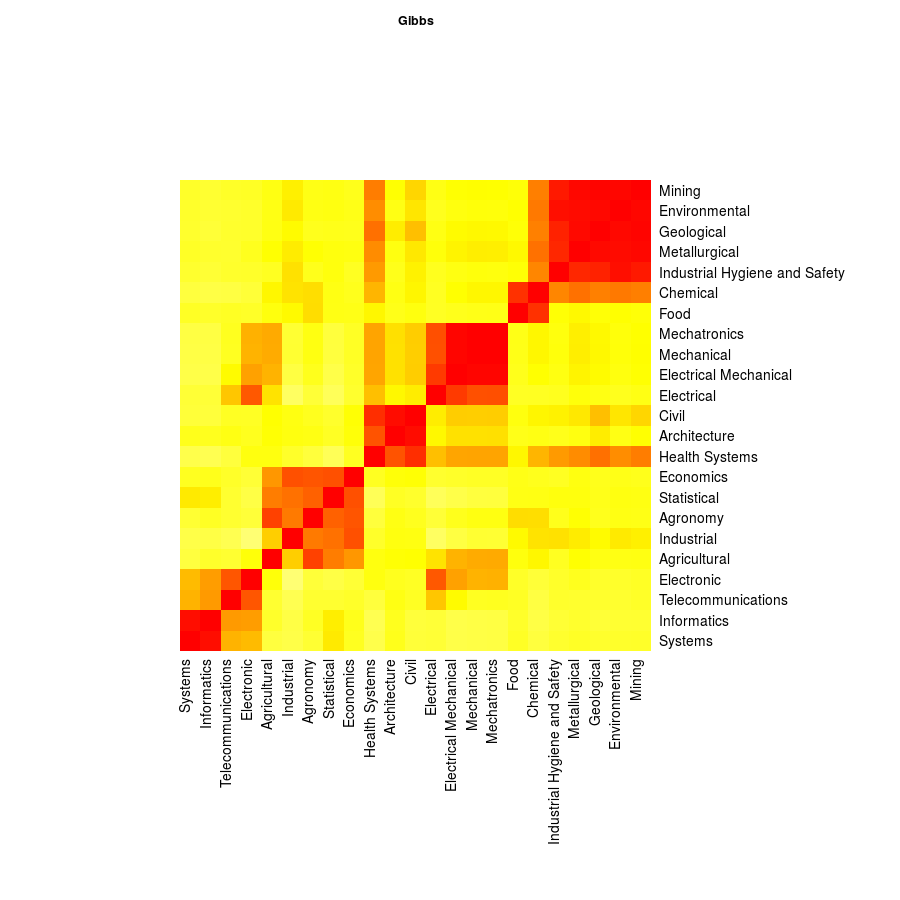 Gibbs
Mining
Environmental
Geological
Metallurgical
Industrial Hygiene and Safety
Chemical
Food
Mechatronics
Mechanical
Electrical Mechanical
Electrical
Civil
Architecture
Health Systems
Economics
Statistical
Agronomy
Industrial
Agricultural
Electronic
Telecommunications
Informatics
Systems
Systems
Informatics
Telecommunications
Electronic
Agricultural
Industrial
Agronomy
Statistical
Economics
Health Systems
Architecture
Civil
Electrical
Electrical Mechanical
Mechanical
Mechatronics
Food
Chemical
Industrial Hygiene and Safety
Metallurgical
Geological
Environmental
Mining